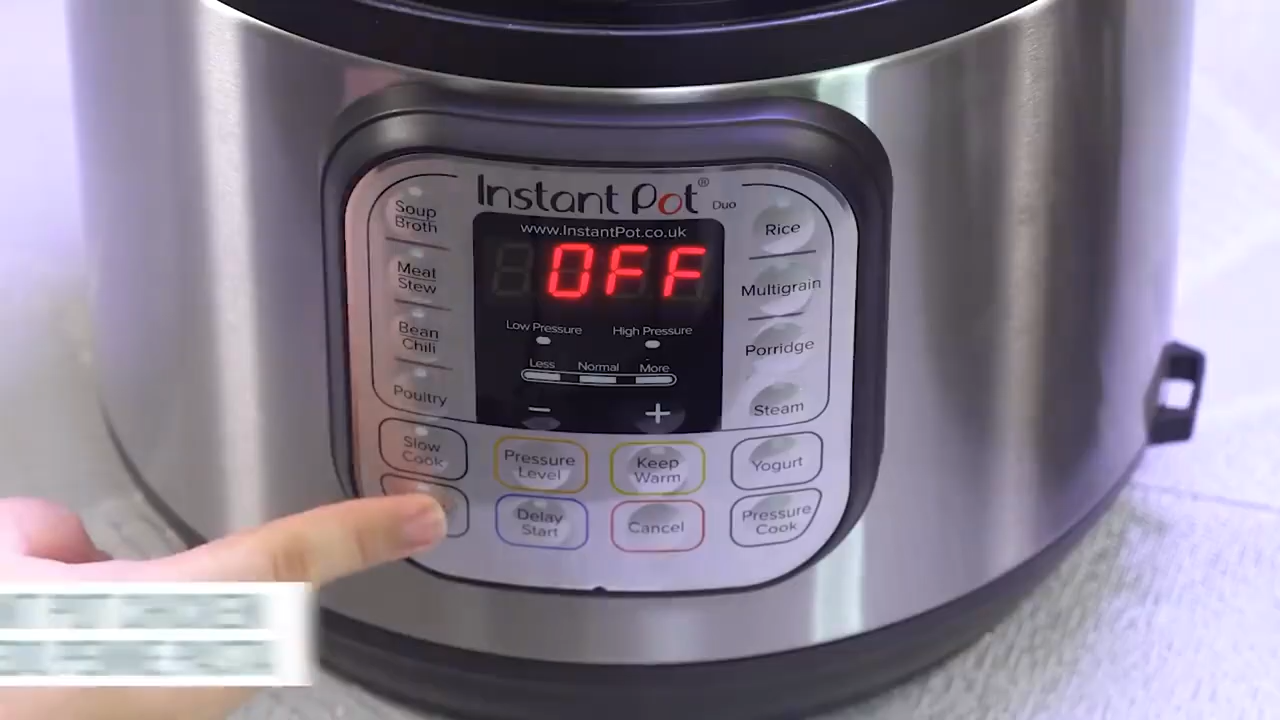 Instant Pot®
Duo
www.InstantPot.co.uk
OFF
Low Pressure
High Pressure
Less
Normal
More
−
+
Soup
Broth
Meat
Stew
Bean
Chili
Poultry
Rice
Multigrain
Porridge
Steam
Slow
Cook
Pressure
Level
Keep
Warm
Yogurt
Delay
Start
Cancel
Pressure
Cook